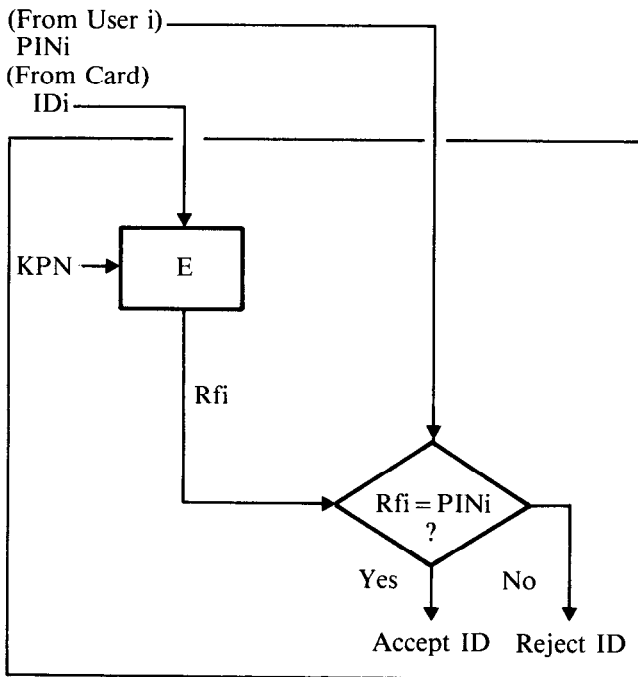 (From User i)
PINi
(From Card)
IDi
KPN
E
Rfi
Rfi = PINi
?
Yes
No
Accept ID
Reject ID